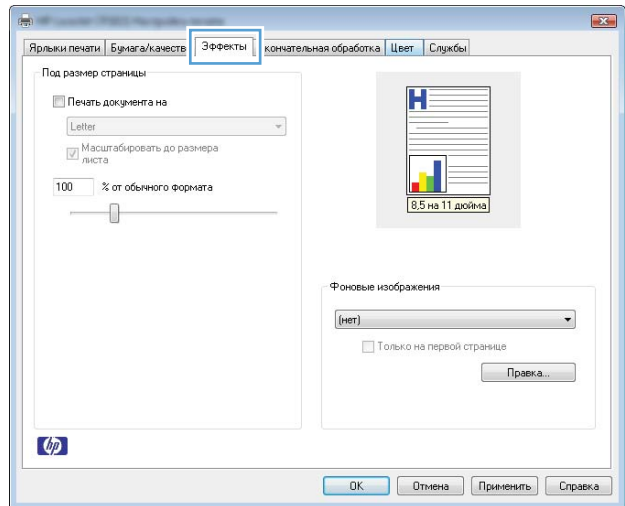 Ярлыки печати Бумага/качеств Эффекты кончательная обработка Цвет Службы
Под размер страницы
Печать документа на
Letter
Масштабировать до размера
листа
100 % от обычного формата
H
8,5 на 11 дюйма
Фоновые изображения
(нет)
Только на первой странице
Правка...
hp
OK Отмена Применить Справка